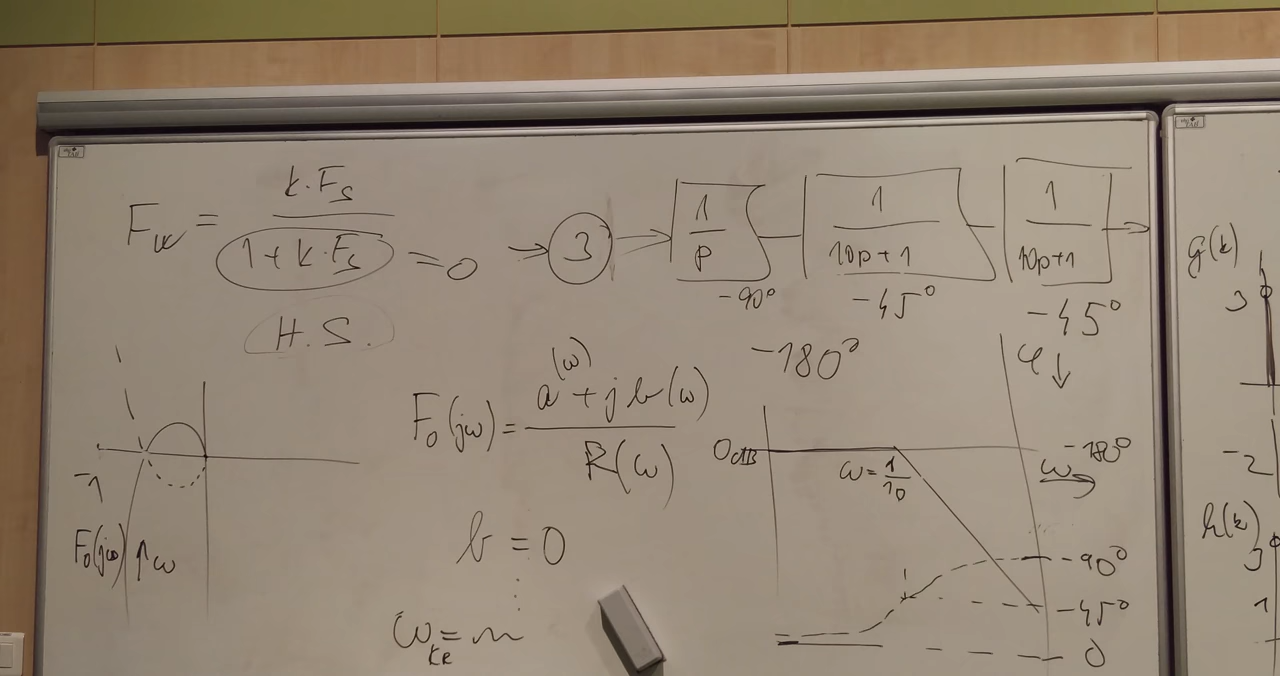 F_w = k.F_s / (1 + k.F_s) = 0
H.S.
→ 3 → 1/p 1/(10p+1) 1/(10p+1) →
-90° -45° -45°
-180°
φ ↓
F_0(jω) = (a(ω) + j b(ω)) / R(ω)
b = 0
ω_KR =
-1
F_0(jω) ↑ω
0dB
ω = 1/10
-180°
ω →
-90°
-45°
0
g(k)
3
-2
h(k)
3
1